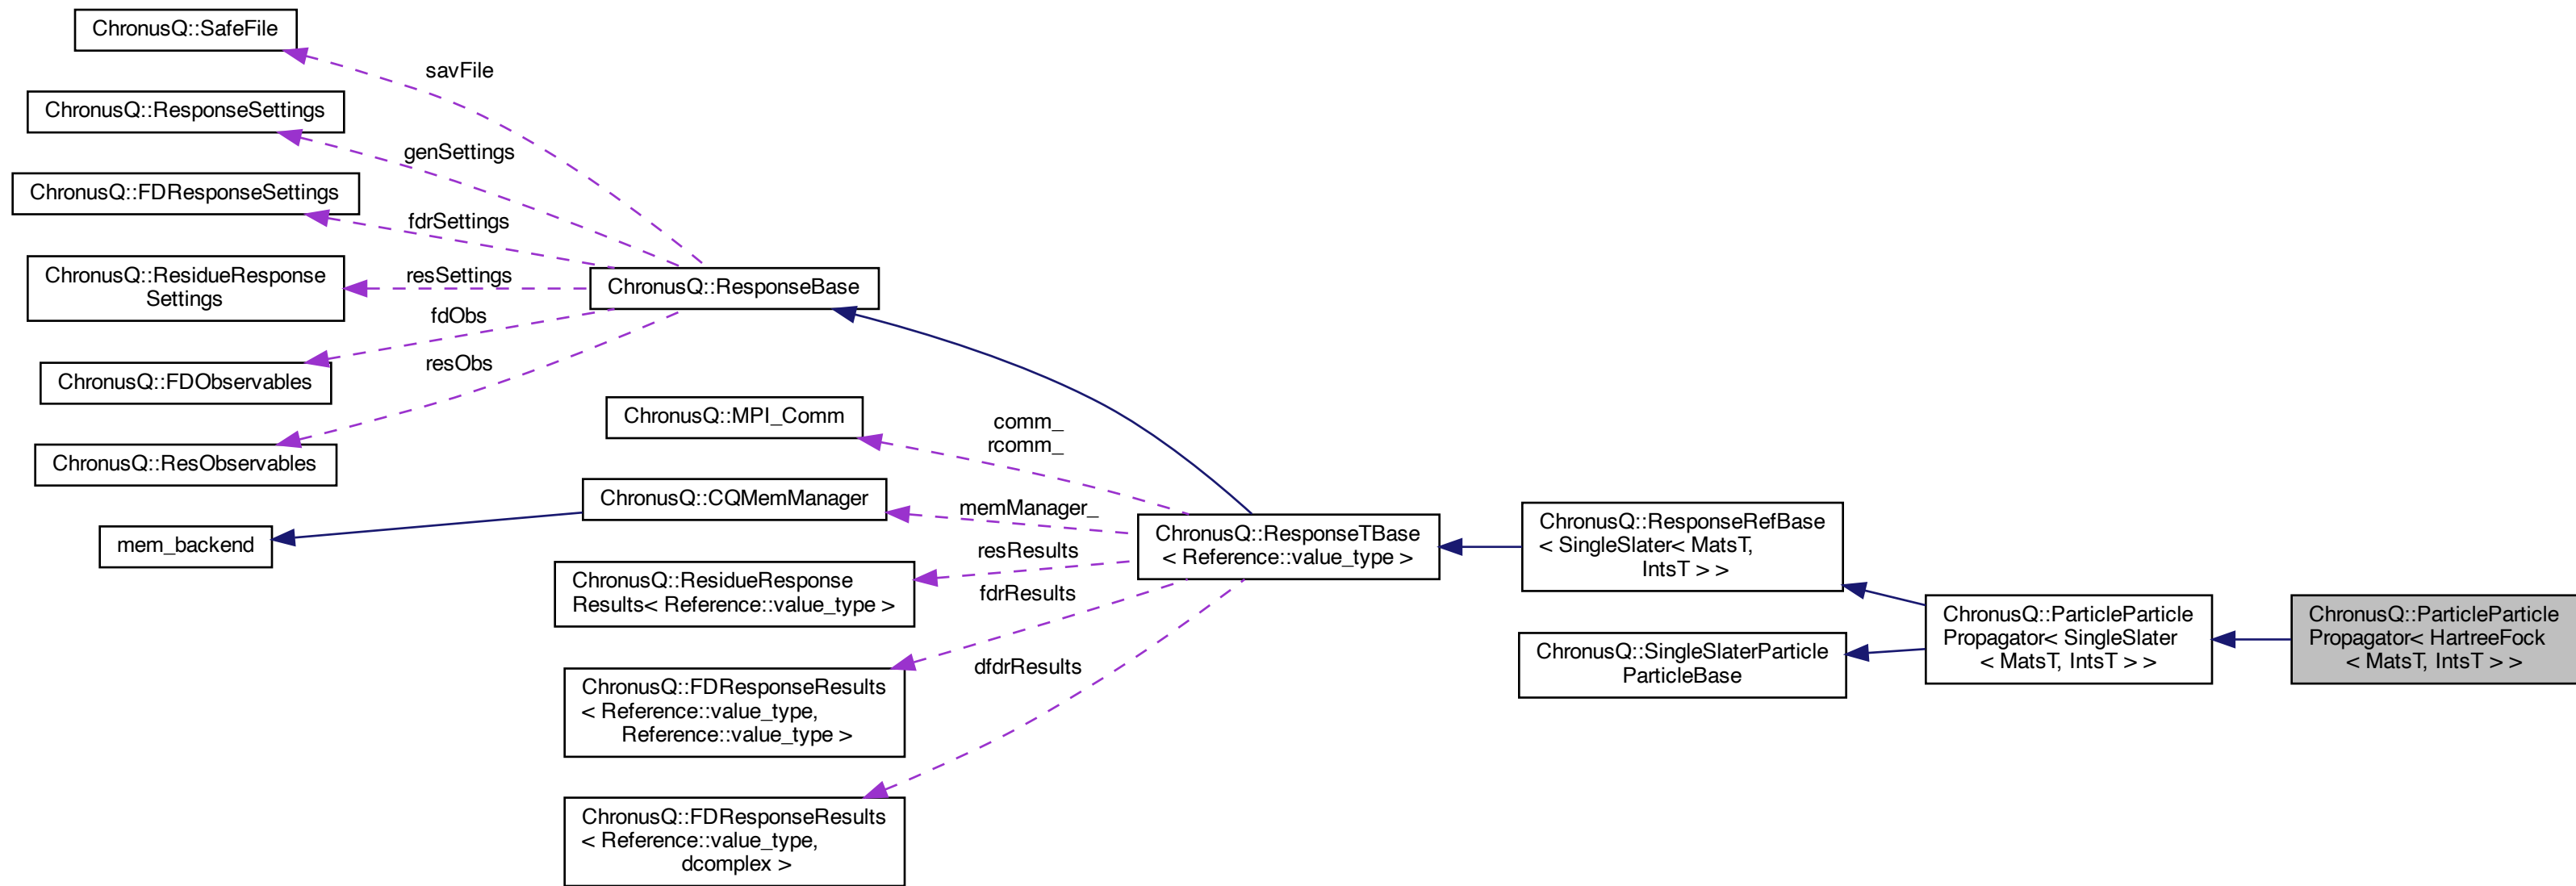 ChronusQ::SafeFile
savFile
ChronusQ::ResponseSettings
genSettings
ChronusQ::FDResponseSettings
fdrSettings
ChronusQ::ResidueResponse
Settings
resSettings
ChronusQ::ResponseBase
fdObs
ChronusQ::FDObservables
resObs
ChronusQ::ResObservables
ChronusQ::MPI_Comm
comm_
rcomm_
ChronusQ::CQMemManager
memManager_
mem_backend
ChronusQ::ResponseTBase
< Reference::value_type >
resResults
ChronusQ::ResidueResponse
Results< Reference::value_type >
fdrResults
ChronusQ::FDResponseResults
< Reference::value_type,
Reference::value_type >
dfdrResults
ChronusQ::FDResponseResults
< Reference::value_type,
dcomplex >
ChronusQ::ResponseRefBase
< SingleSlater< MatsT,
IntsT > >
ChronusQ::SingleSlaterParticle
ParticleBase
ChronusQ::ParticleParticle
Propagator< SingleSlater
< MatsT, IntsT > >
ChronusQ::ParticleParticle
Propagator< HartreeFock
< MatsT, IntsT > >